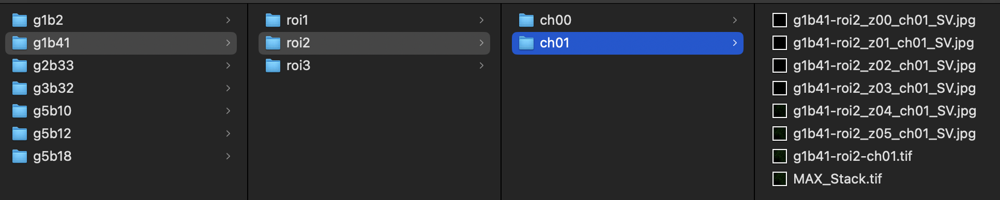 g1b2
g1b41
g2b33
g3b32
g5b10
g5b12
g5b18
roi1
roi2
roi3
ch00
ch01
g1b41-roi2_z00_ch01_SV.jpg
g1b41-roi2_z01_ch01_SV.jpg
g1b41-roi2_z02_ch01_SV.jpg
g1b41-roi2_z03_ch01_SV.jpg
g1b41-roi2_z04_ch01_SV.jpg
g1b41-roi2_z05_ch01_SV.jpg
g1b41-roi2-ch01.tif
MAX_Stack.tif